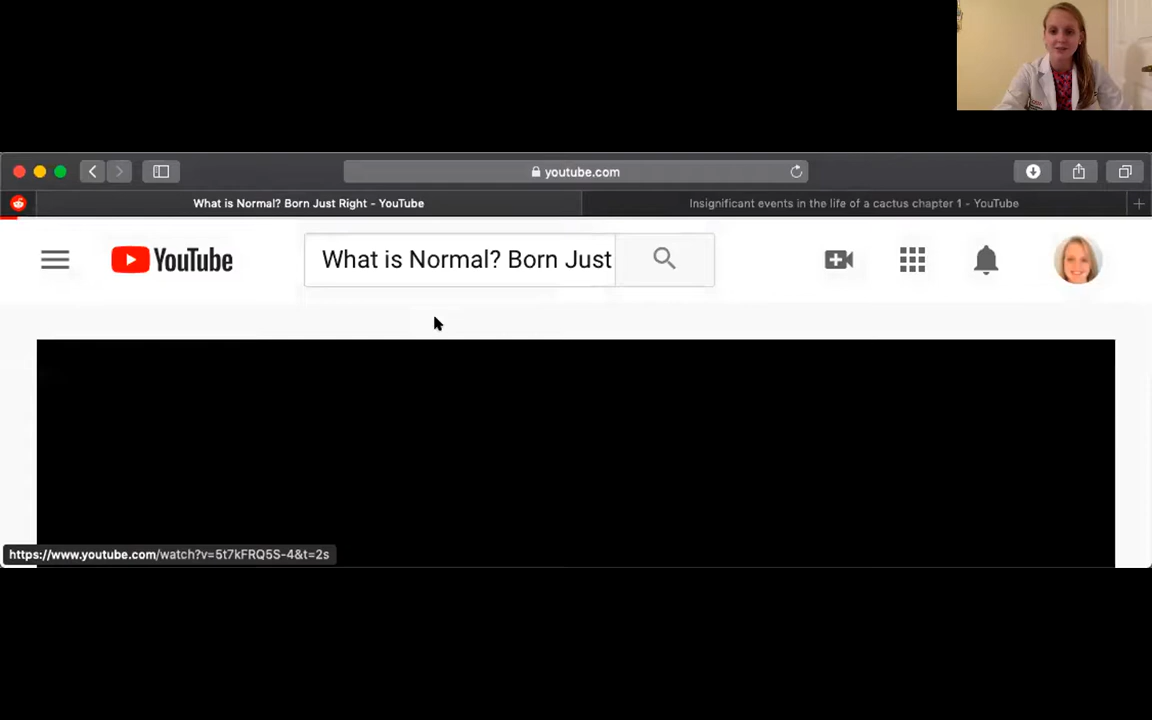 youtube.com
What is Normal? Born Just Right - YouTube
Insignificant events in the life of a cactus chapter 1 - YouTube
YouTube
What is Normal? Born Just
https://www.youtube.com/watch?v=5t7kFRQ5S-4&t=2s